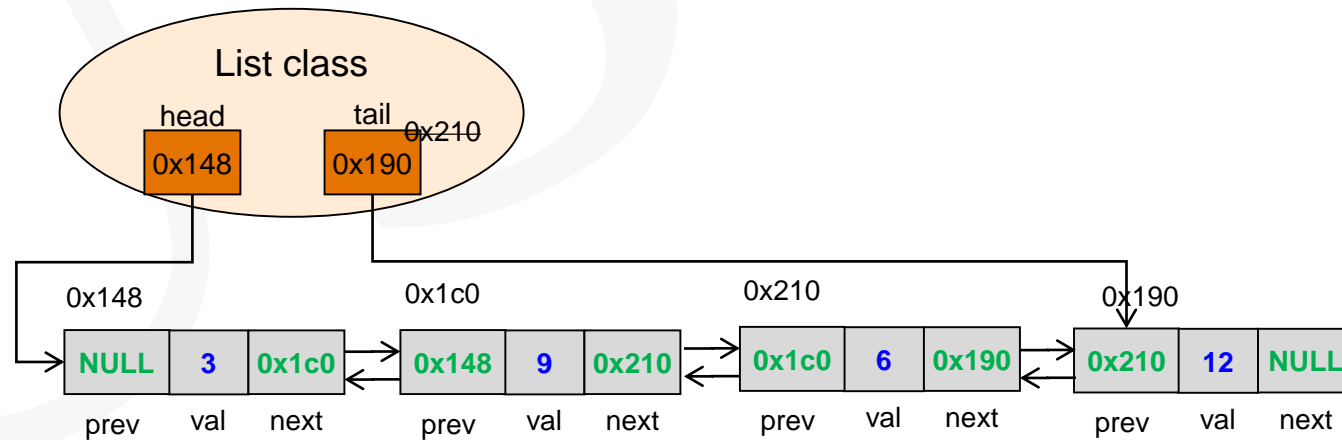 List class
head tail
0x210
0x148 0x190
0x148 0x1c0 0x210 0x190
NULL 3 0x1c0 0x148 9 0x210 0x1c0 6 0x190 0x210 12 NULL
prev val next prev val next prev val next prev val next